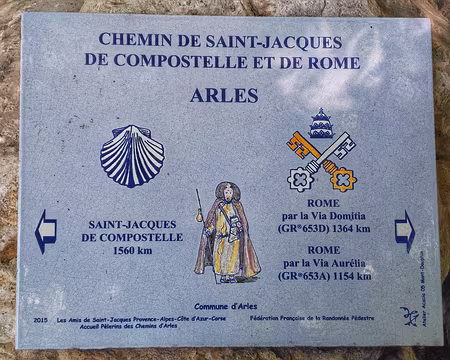 CHEMIN DE SAINT-JACQUES
DE COMPOSTELLE ET DE ROME
ARLES
SAINT-JACQUES
DE COMPOSTELLE
1560 km
ROME
par la Via Domitia
(GR®653D) 1364 km
ROME
par la Via Aurélia
(GR®653A) 1154 km
Commune d'Arles
2015 Les Amis de Saint-Jacques Provence-Alpes-Côte d'Azur-Corse
Accueil Pèlerins des Chemins d'Arles
Fédération Française de la Randonnée Pédestre